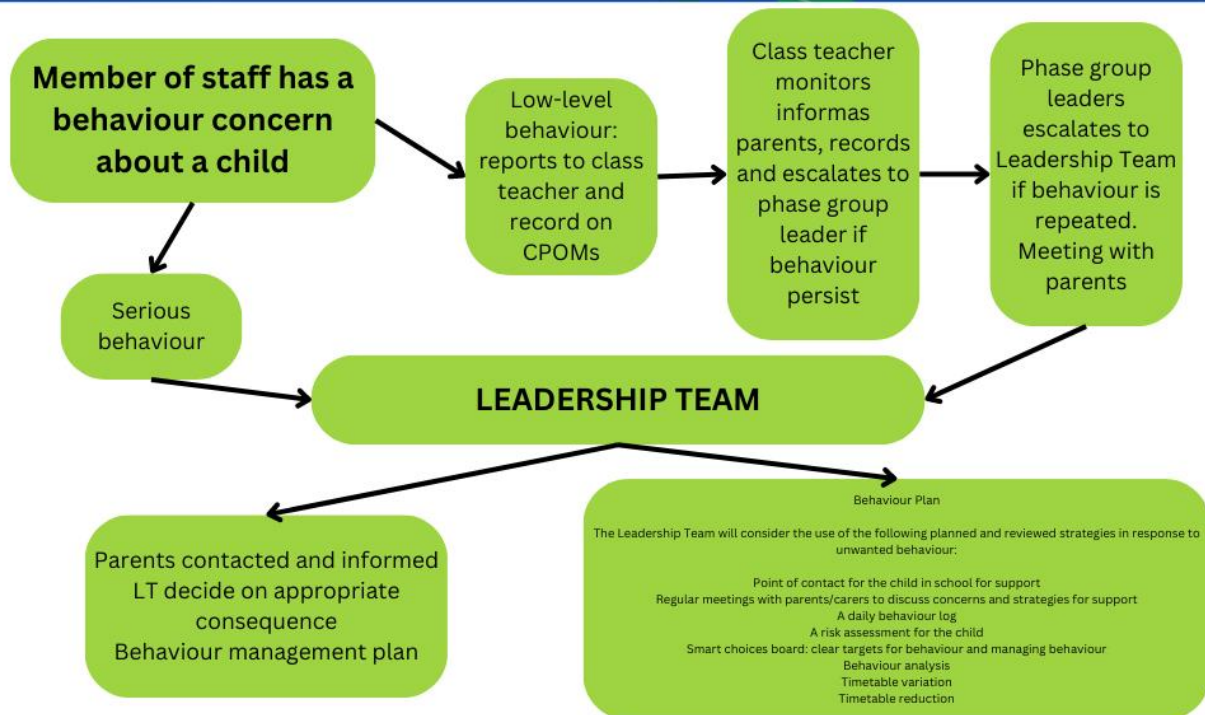 Member of staff has a
behaviour concern
about a child
Low-level
behaviour:
reports to class
teacher and
record on
CPOMs
Class teacher
monitors
informas
parents, records
and escalates to
phase group
leader if
behaviour
persist
Phase group
leaders
escalates to
Leadership Team
if behaviour is
repeated.
Meeting with
parents
Serious
behaviour
LEADERSHIP TEAM
Parents contacted and informed
LT decide on appropriate
consequence
Behaviour management plan
Behaviour Plan
The Leadership Team will consider the use of the following planned and reviewed strategies in response to
unwanted behaviour:
Point of contact for the child in school for support
Regular meetings with parents/carers to discuss concerns and strategies for support
A daily behaviour log
A risk assessment for the child
Smart choices board: clear targets for behaviour and managing behaviour
Behaviour analysis
Timetable variation
Timetable reduction